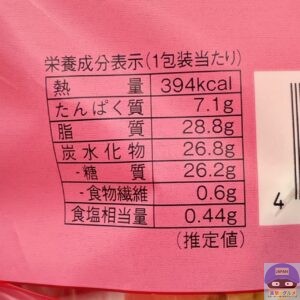 栄養成分表示(1包装当たり)
熱量 394kcal
たんぱく質 7.1g
脂質 28.8g
炭水化物 26.8g
-糖質 26.2g
-食物繊維 0.6g
食塩相当量 0.44g
(推定値)
4
JAPAN